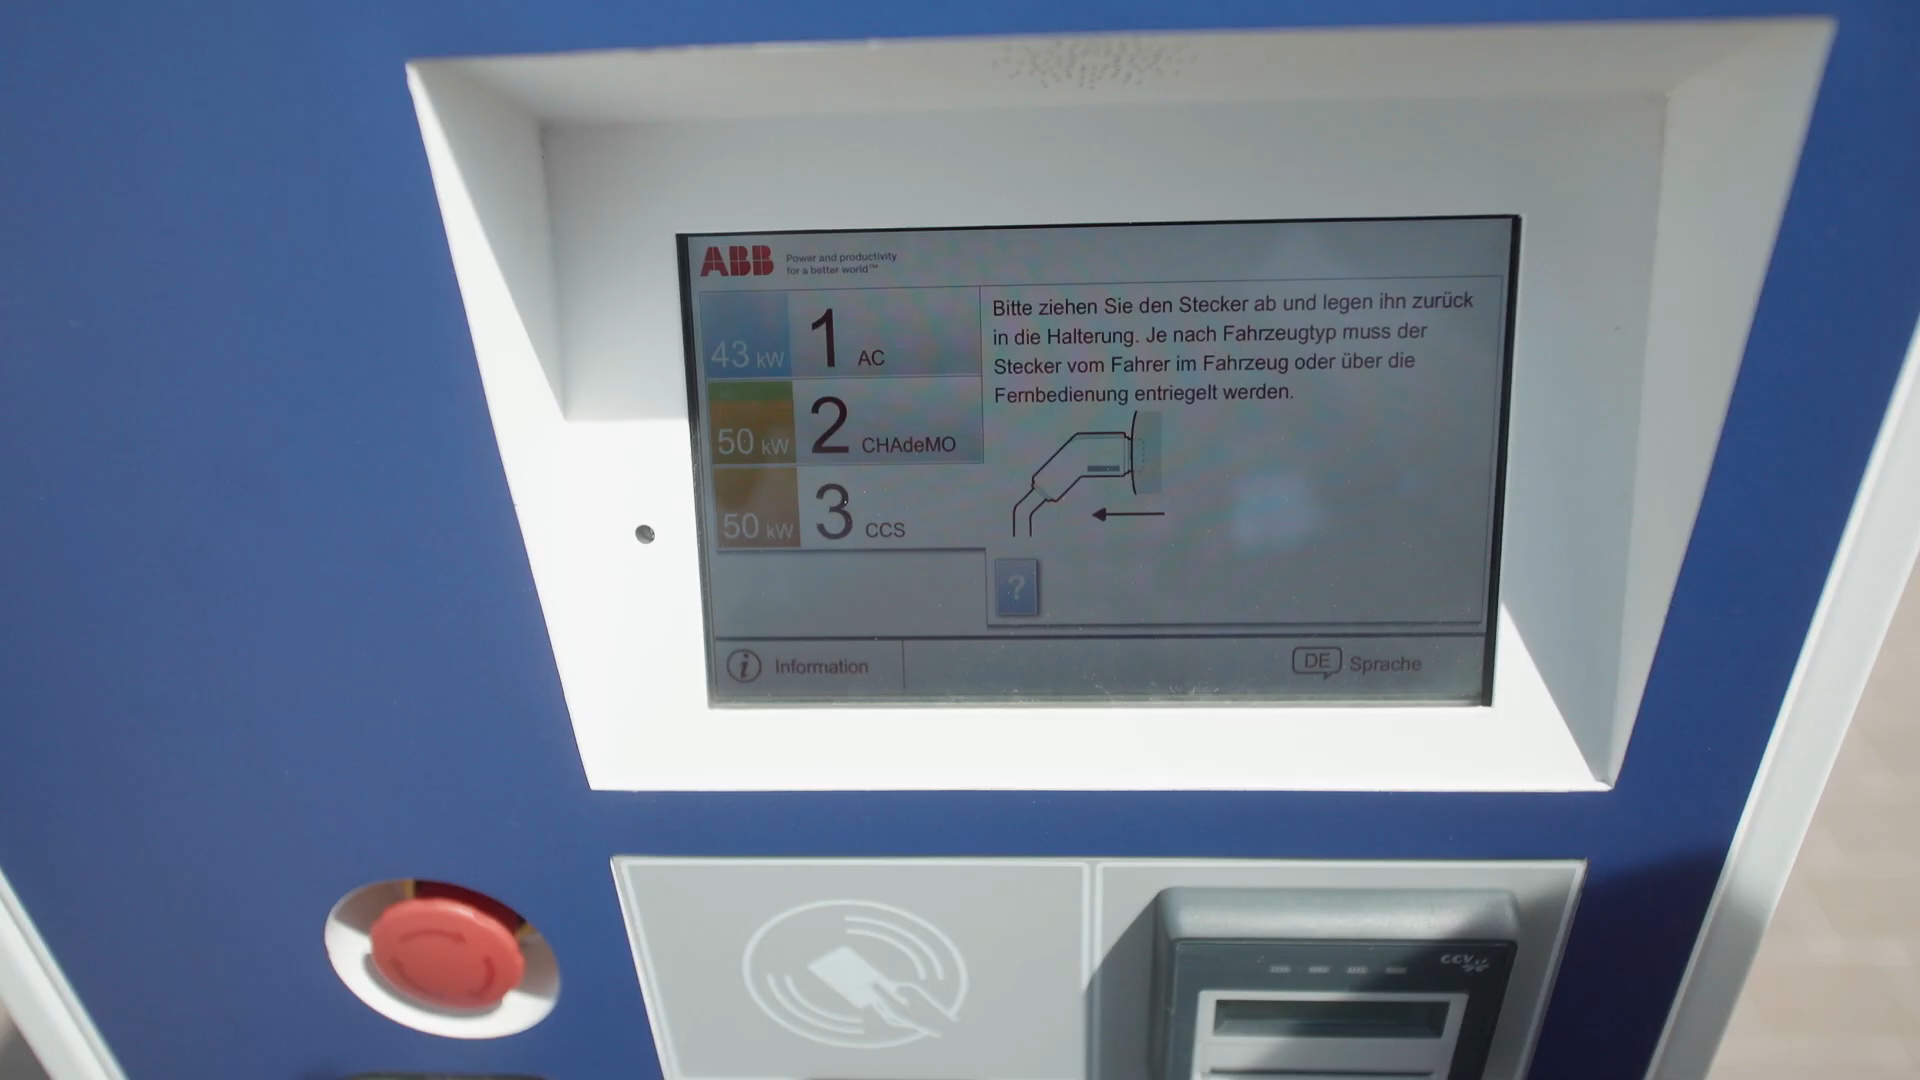 ABB
Power and productivity
for a better world™
43 kW 1 AC
50 kW 2 CHAdeMO
50 kW 3 CCS
Bitte ziehen Sie den Stecker ab und legen ihn zurück
in die Halterung. Je nach Fahrzeugtyp muss der
Stecker vom Fahrer im Fahrzeug oder über die
Fernbedienung entriegelt werden.
?
i Information
DE Sprache
CCV